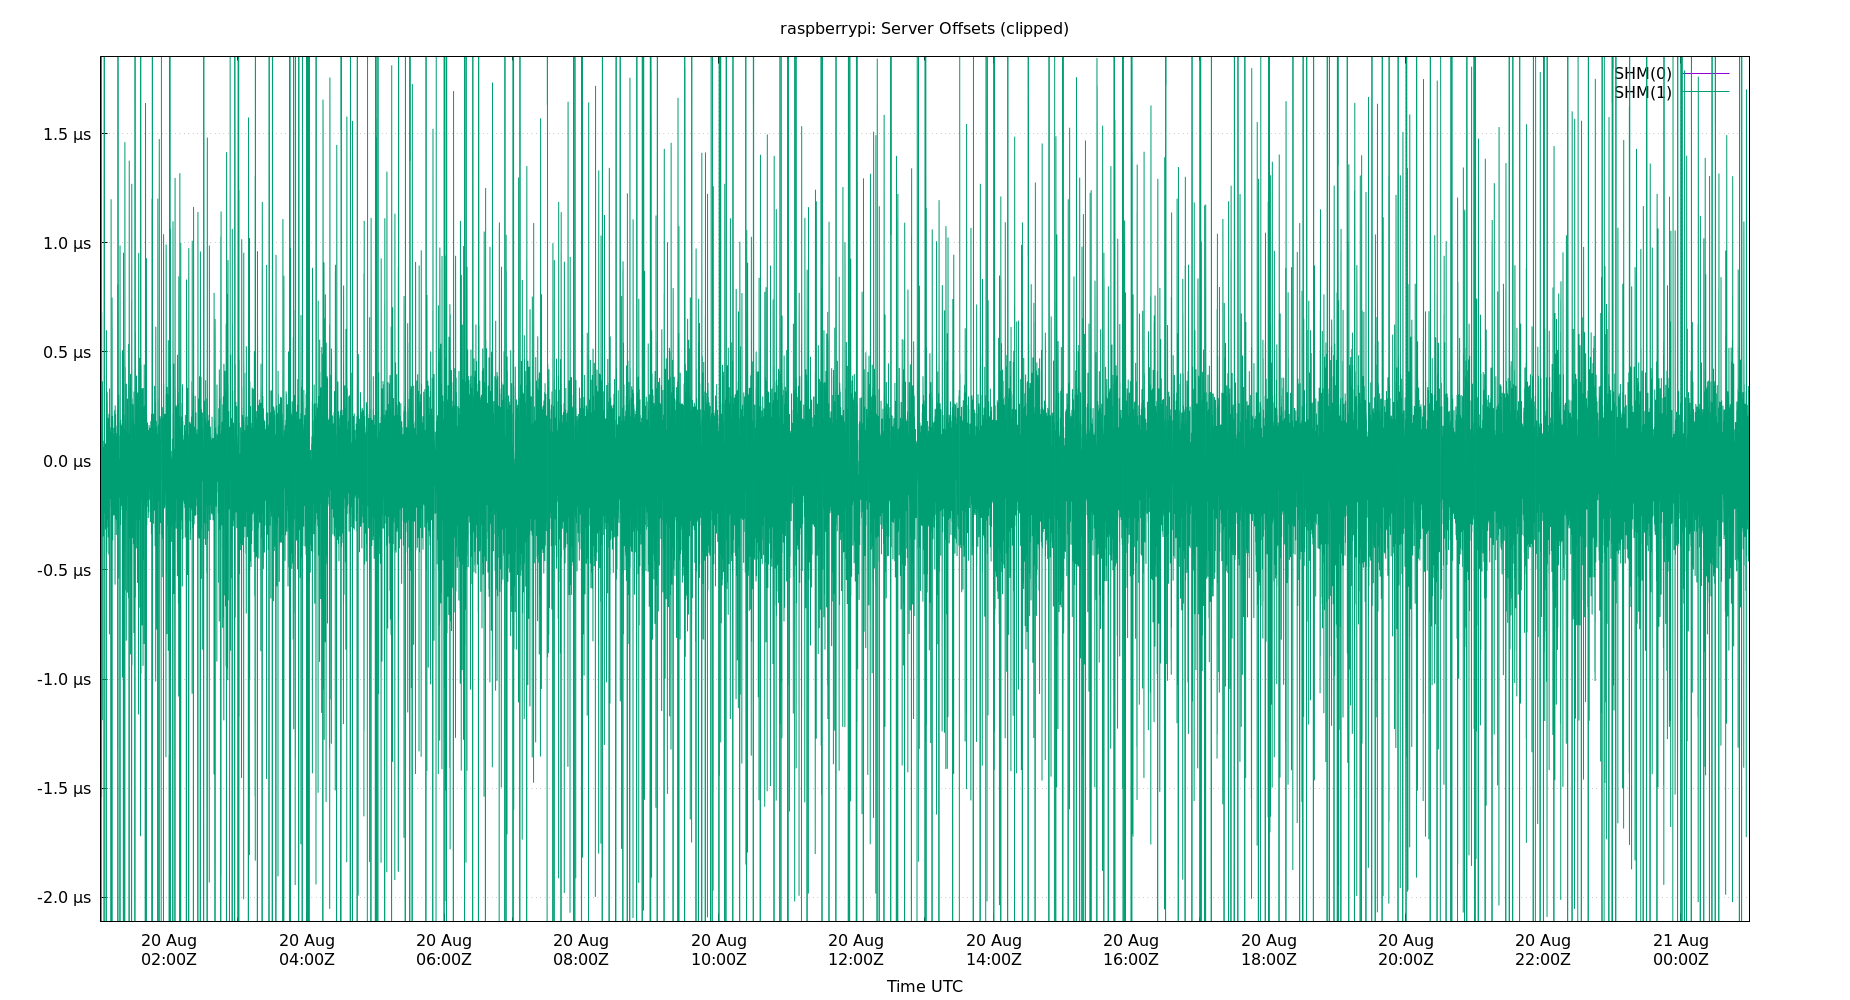 raspberrypi: Server Offsets (clipped)
SHM(0)
SHM(1)
1.5 µs
1.0 µs
0.5 µs
0.0 µs
-0.5 µs
-1.0 µs
-1.5 µs
-2.0 µs
20 Aug 20 Aug 20 Aug 20 Aug 20 Aug 20 Aug 20 Aug 20 Aug 20 Aug 20 Aug 20 Aug 21 Aug
02:00Z 04:00Z 06:00Z 08:00Z 10:00Z 12:00Z 14:00Z 16:00Z 18:00Z 20:00Z 22:00Z 00:00Z
Time UTC